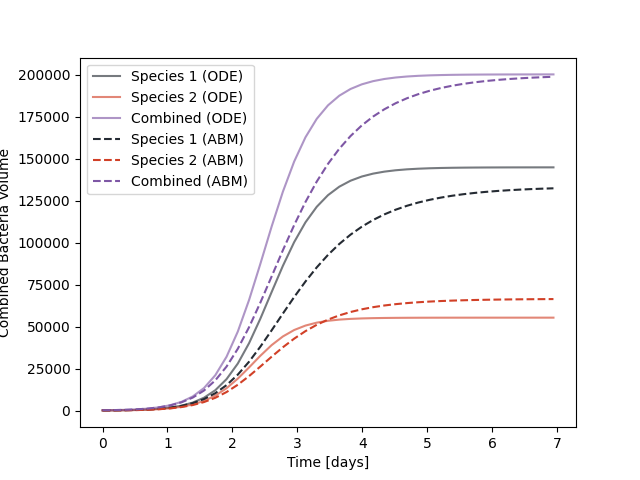 200000
175000
150000
125000
100000
75000
50000
25000
0
Combined Bacteria Volume
Species 1 (ODE)
Species 2 (ODE)
Combined (ODE)
Species 1 (ABM)
Species 2 (ABM)
Combined (ABM)
0 1 2 3 4 5 6 7
Time [days]